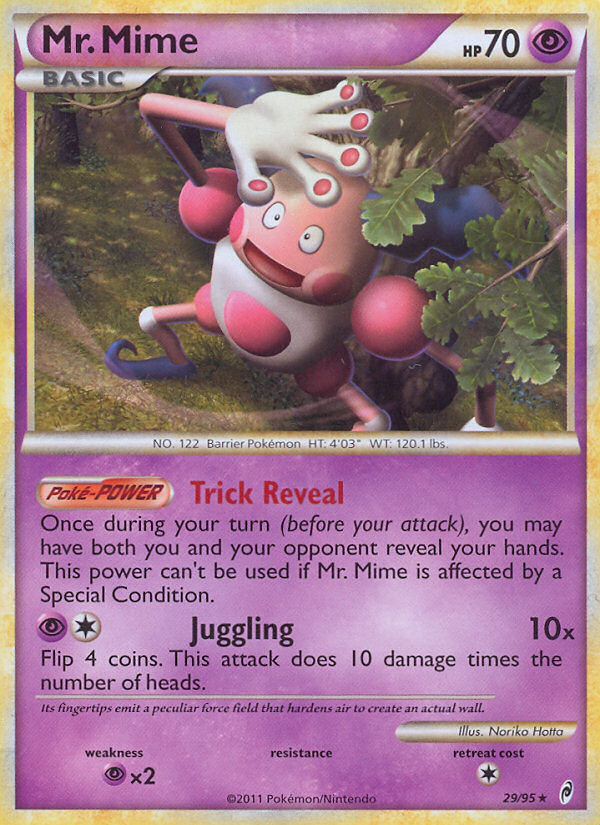 Mr. Mime
HP 70
BASIC
NO. 122 Barrier Pokémon HT: 4'03" WT: 120.1 lbs.
Poké-POWER Trick Reveal
Once during your turn (before your attack), you may
have both you and your opponent reveal your hands.
This power can't be used if Mr. Mime is affected by a
Special Condition.
Juggling 10x
Flip 4 coins. This attack does 10 damage times the
number of heads.
Its fingertips emit a peculiar force field that hardens air to create an actual wall.
Illus. Noriko Hotta
weakness resistance retreat cost
x2
©2011 Pokémon/Nintendo
29/95 ★